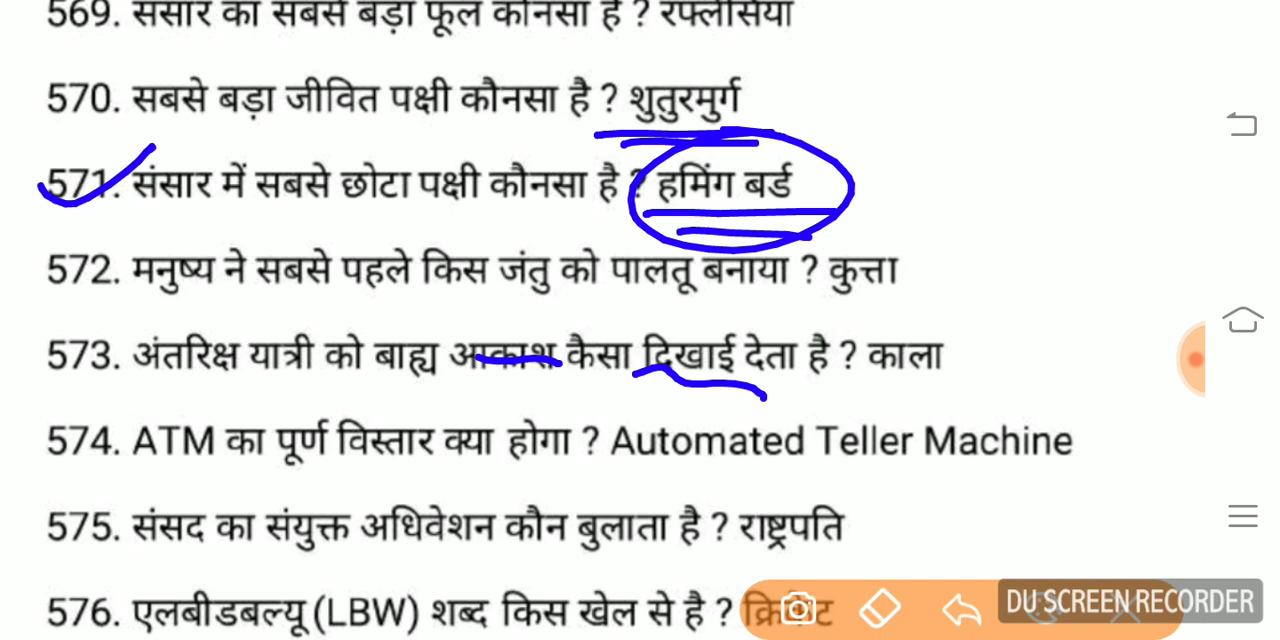 569. संसार का सबसे बड़ा फूल कौनसा है ? रफ्लेसिया
570. सबसे बड़ा जीवित पक्षी कौनसा है ? शुतुरमुर्ग
571. संसार में सबसे छोटा पक्षी कौनसा है ? हमिंग बर्ड
572. मनुष्य ने सबसे पहले किस जंतु को पालतू बनाया ? कुत्ता
573. अंतरिक्ष यात्री को बाह्य आकाश कैसा दिखाई देता है ? काला
574. ATM का पूर्ण विस्तार क्या होगा ? Automated Teller Machine
575. संसद का संयुक्त अधिवेशन कौन बुलाता है ? राष्ट्रपति
576. एलबीडबल्यू (LBW) शब्द किस खेल से है ? क्रिकेट
DU SCREEN RECORDER